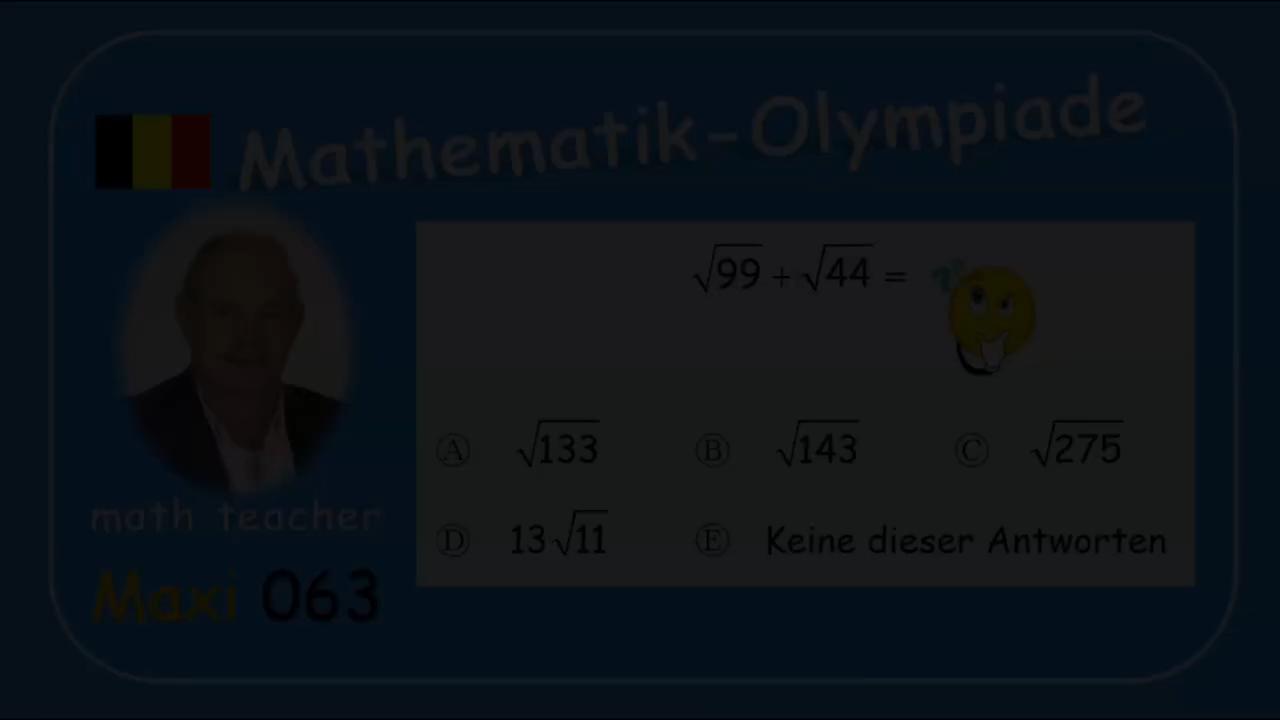 Mathematik-Olympiade
√99 + √44 =
Ⓐ √133 Ⓑ √143 Ⓒ √275
Ⓓ 13√11 Ⓔ Keine dieser Antworten
math teacher
Maxi 063